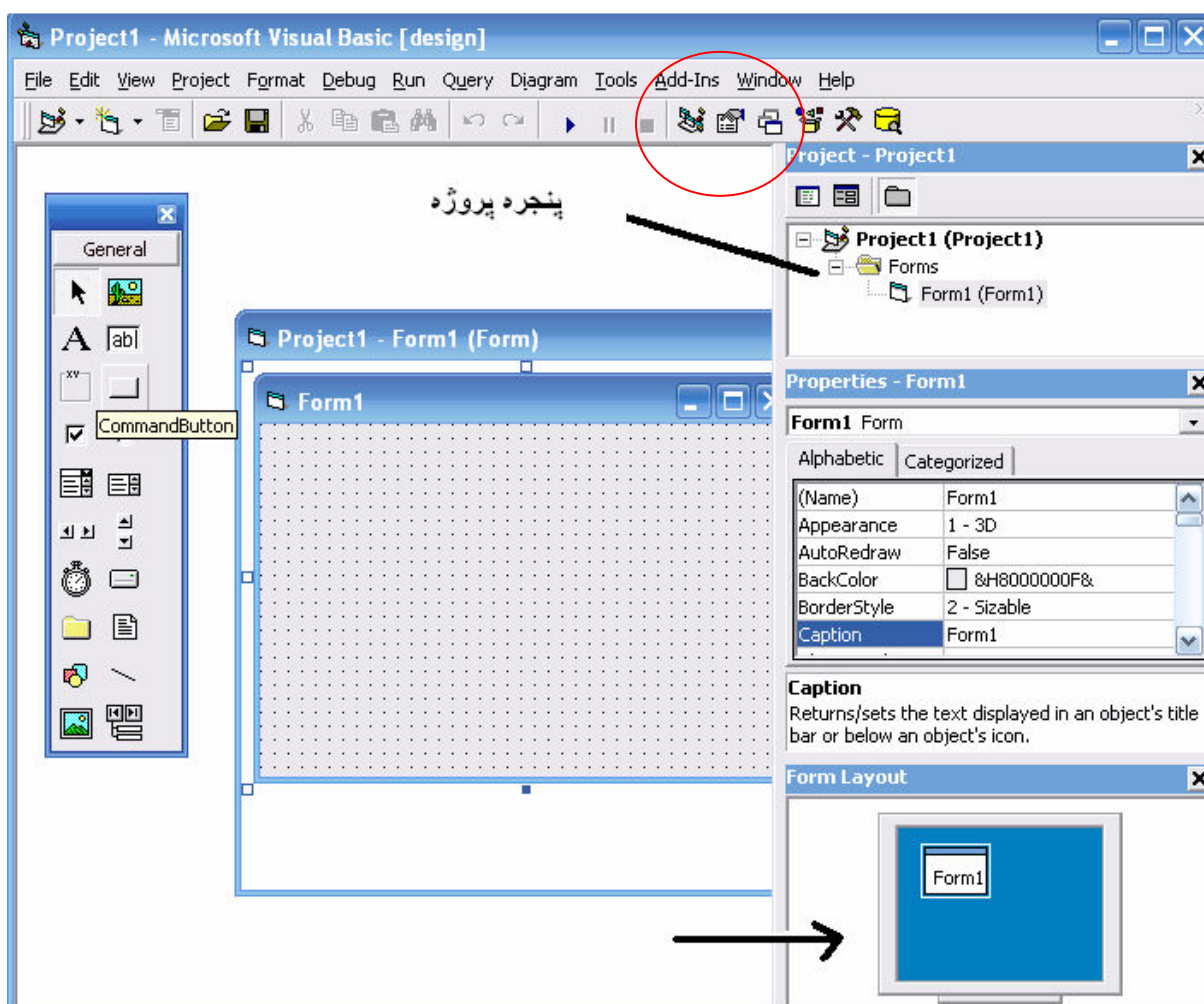 Project1 - Microsoft Visual Basic [design]
File Edit View Project Format Debug Run Query Diagram Tools Add-Ins Window Help
Project - Project1
پنجره پروژه
General
Project1 (Project1)
Forms
Form1 (Form1)
A
abl
xv
CommandButton
Project1 - Form1 (Form)
Form1
Properties - Form1
Form1 Form
Alphabetic Categorized
(Name) Form1
Appearance 1 - 3D
AutoRedraw False
BackColor &H8000000F&
BorderStyle 2 - Sizable
Caption Form1
Caption
Returns/sets the text displayed in an object's title
bar or below an object's icon.
Form Layout
Form1